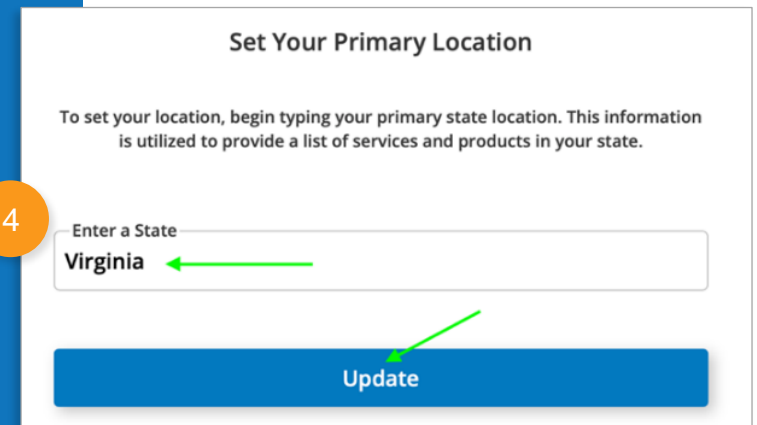 Set Your Primary Location
To set your location, begin typing your primary state location. This information
is utilized to provide a list of services and products in your state.
4
Enter a State
Virginia
Update